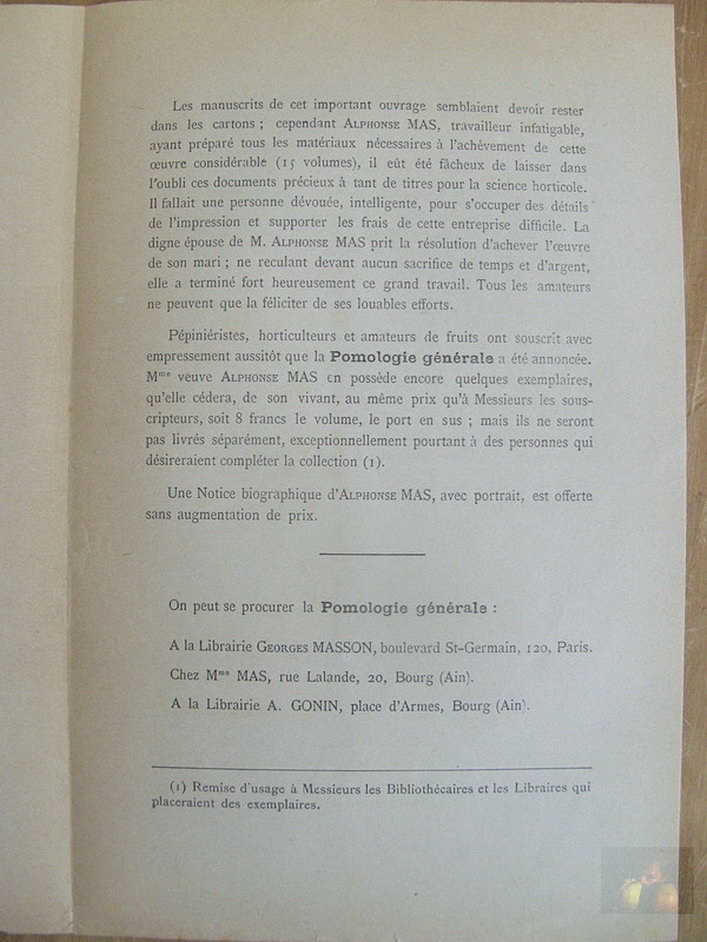 Les manuscrits de cet important ouvrage semblaient devoir rester
dans les cartons ; cependant ALPHONSE MAS, travailleur infatigable,
ayant préparé tous les matériaux nécessaires à l'achèvement de cette
œuvre considérable (15 volumes), il eût été fâcheux de laisser dans
l'oubli ces documents précieux à tant de titres pour la science horticole.
Il fallait une personne dévouée, intelligente, pour s'occuper des détails
de l'impression et supporter les frais de cette entreprise difficile. La
digne épouse de M. ALPHONSE MAS prit la résolution d'achever l'œuvre
de son mari ; ne reculant devant aucun sacrifice de temps et d'argent,
elle a terminé fort heureusement ce grand travail. Tous les amateurs
ne peuvent que la féliciter de ses louables efforts.
Pépiniéristes, horticulteurs et amateurs de fruits ont souscrit avec
empressement aussitôt que la Pomologie générale a été annoncée.
Mme veuve ALPHONSE MAS en possède encore quelques exemplaires,
qu'elle cédera, de son vivant, au même prix qu'à Messieurs les sous-
cripteurs, soit 8 francs le volume, le port en sus ; mais ils ne seront
pas livrés séparément, exceptionnellement pourtant à des personnes qui
désireraient compléter la collection (1).
Une Notice biographique d'ALPHONSE MAS, avec portrait, est offerte
sans augmentation de prix.
On peut se procurer la Pomologie générale :
A la Librairie GEORGES MASSON, boulevard St-Germain, 120, Paris.
Chez Mme MAS, rue Lalande, 20, Bourg (Ain).
A la Librairie A. GONIN, place d'Armes, Bourg (Ain).
(1) Remise d'usage à Messieurs les Bibliothécaires et les Libraires qui
placeraient des exemplaires.